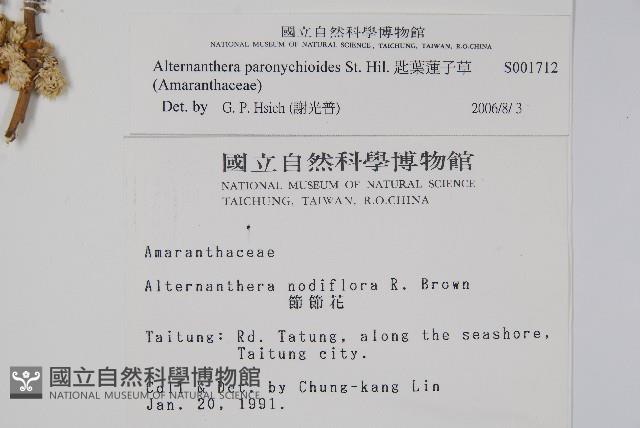 國立自然科學博物館
NATIONAL MUSEUM OF NATURAL SCIENCE, TAICHUNG, TAIWAN, R.O.CHINA
Alternanthera paronychioides St. Hil. 匙葉蓮子草 S001712
(Amaranthaceae)
Det. by G. P. Hsieh (謝光普) 2006/8/3
國立自然科學博物館
NATIONAL MUSEUM OF NATURAL SCIENCE
TAICHUNG, TAIWAN, R.O.CHINA
Amaranthaceae
Alternanthera nodiflora R. Brown
節節花
Taitung: Rd. Tatung, along the seashore,
Taitung city.
Coll & Det. by Chung-kang Lin
Jan. 20, 1991.
國立自然科學博物館
NATIONAL MUSEUM OF NATURAL SCIENCE